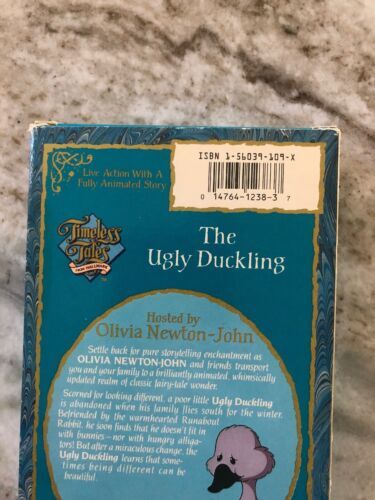 ISBN 1-56039-109-X
0 14764-1238-3 7
Live Action With A
Fully Animated Story
Timeless
Tales
FROM HALLMARK
™
The
Ugly Duckling
Hosted by
Olivia Newton-John
Settle back for pure storytelling enchantment as
OLIVIA NEWTON-JOHN and friends transport
you and your family to a brilliantly animated, whimsically
updated realm of classic fairy-tale wonder.
Scorned for looking different, a poor little Ugly Duckling
is abandoned when his family flies south for the winter.
Befriended by the warmhearted Runabout
Rabbit, he soon finds that he doesn't fit in
with bunnies – nor with hungry alliga-
tors! But after a miraculous change, the
Ugly Duckling learns that some-
times being different can be
beautiful.